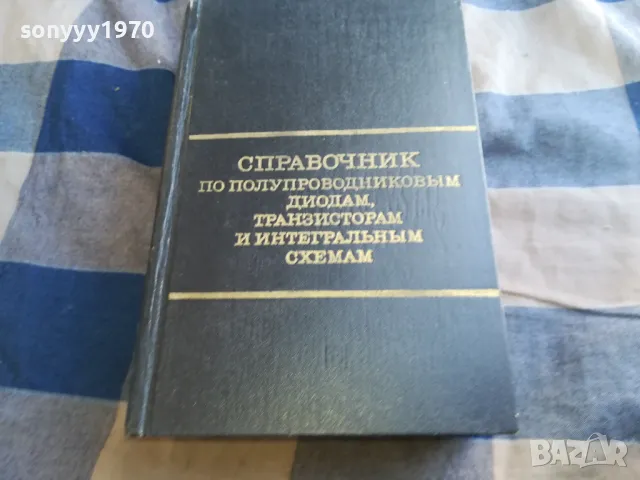 sonyyy1970
СПРАВОЧНИК
ПО ПОЛУПРОВОДНИКОВЫМ
ДИОДАМ,
ТРАНЗИСТОРАМ
И ИНТЕГРАЛЬНЫМ
СХЕМАМ
BAZAR